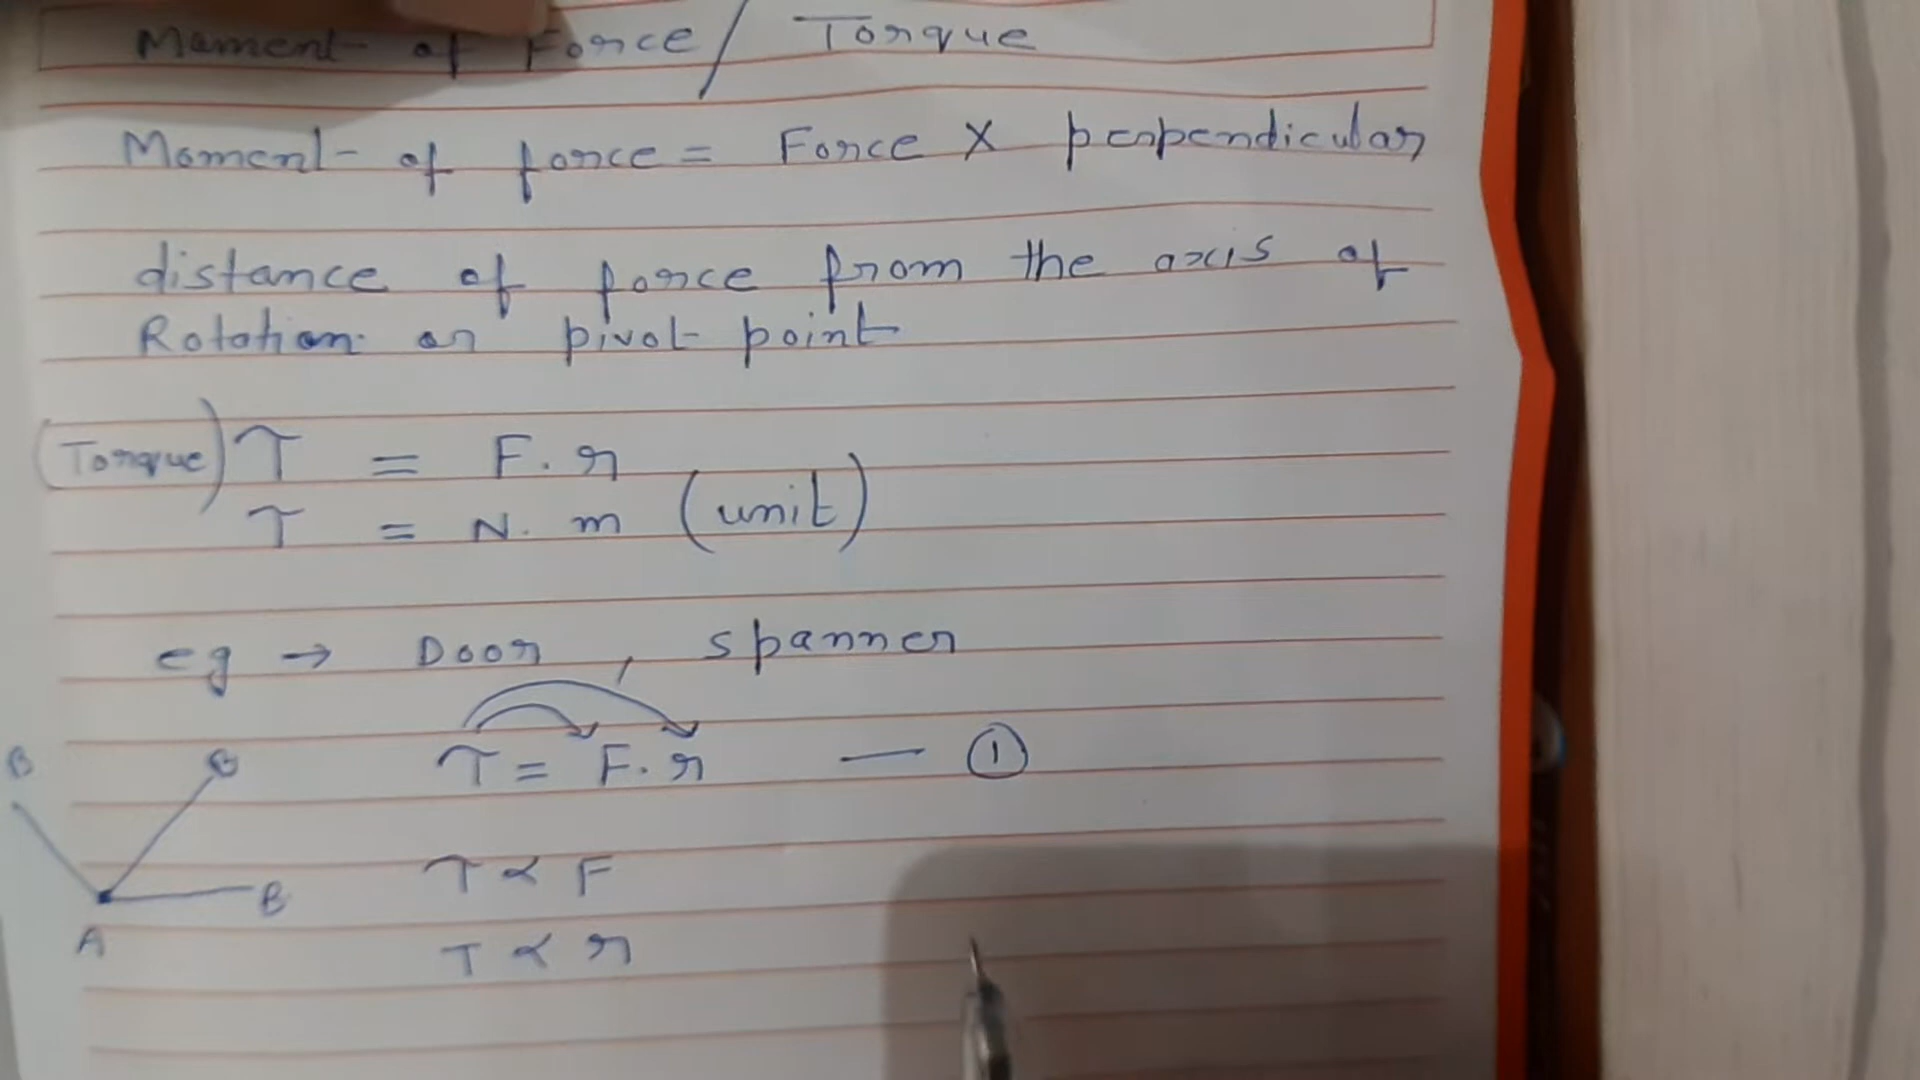 Moment of Force / Torque
Moment of force = Force X perpendicular
distance of force from the axis of
Rotation or pivot point
(Torque) τ = F. r
τ = N. m (unit)
eg → Door , spanner
τ = F. r — ①
τ ∝ F
τ ∝ r
B B
B
A